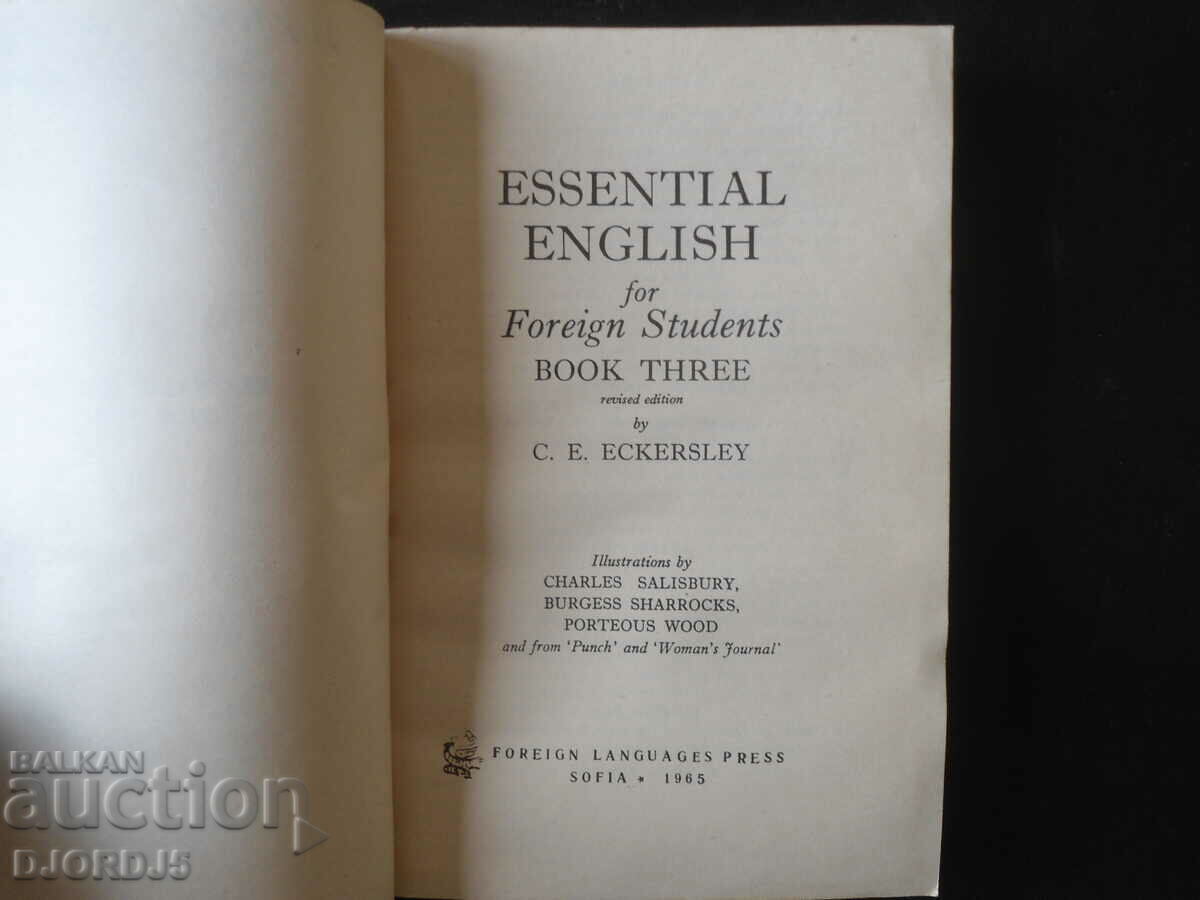 ESSENTIAL
ENGLISH
for
Foreign Students
BOOK THREE
revised edition
by
C. E. ECKERSLEY
Illustrations by
CHARLES SALISBURY,
BURGESS SHARROCKS,
PORTEOUS WOOD
and from 'Punch' and 'Woman's Journal'
FOREIGN LANGUAGES PRESS
SOFIA * 1965
BALKAN
auction
DJORDJ5